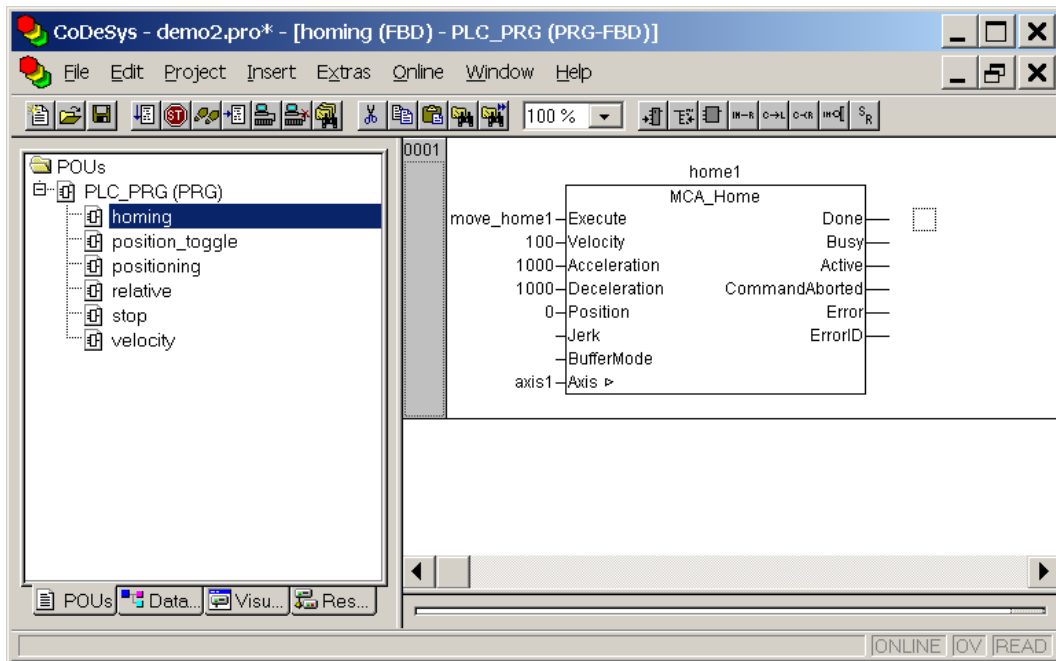 CoDeSys - demo2.pro* - [homing (FBD) - PLC_PRG (PRG-FBD)]
File Edit Project Insert Extras Online Window Help
100 %
POUs
PLC_PRG (PRG)
homing
position_toggle
positioning
relative
stop
velocity
POUs Data... Visu... Res...
0001
home1
MCA_Home
move_home1 Execute Done
100 Velocity Busy
1000 Acceleration Active
1000 Deceleration CommandAborted
0 Position Error
Jerk ErrorID
BufferMode
axis1 Axis
ONLINE OV READ